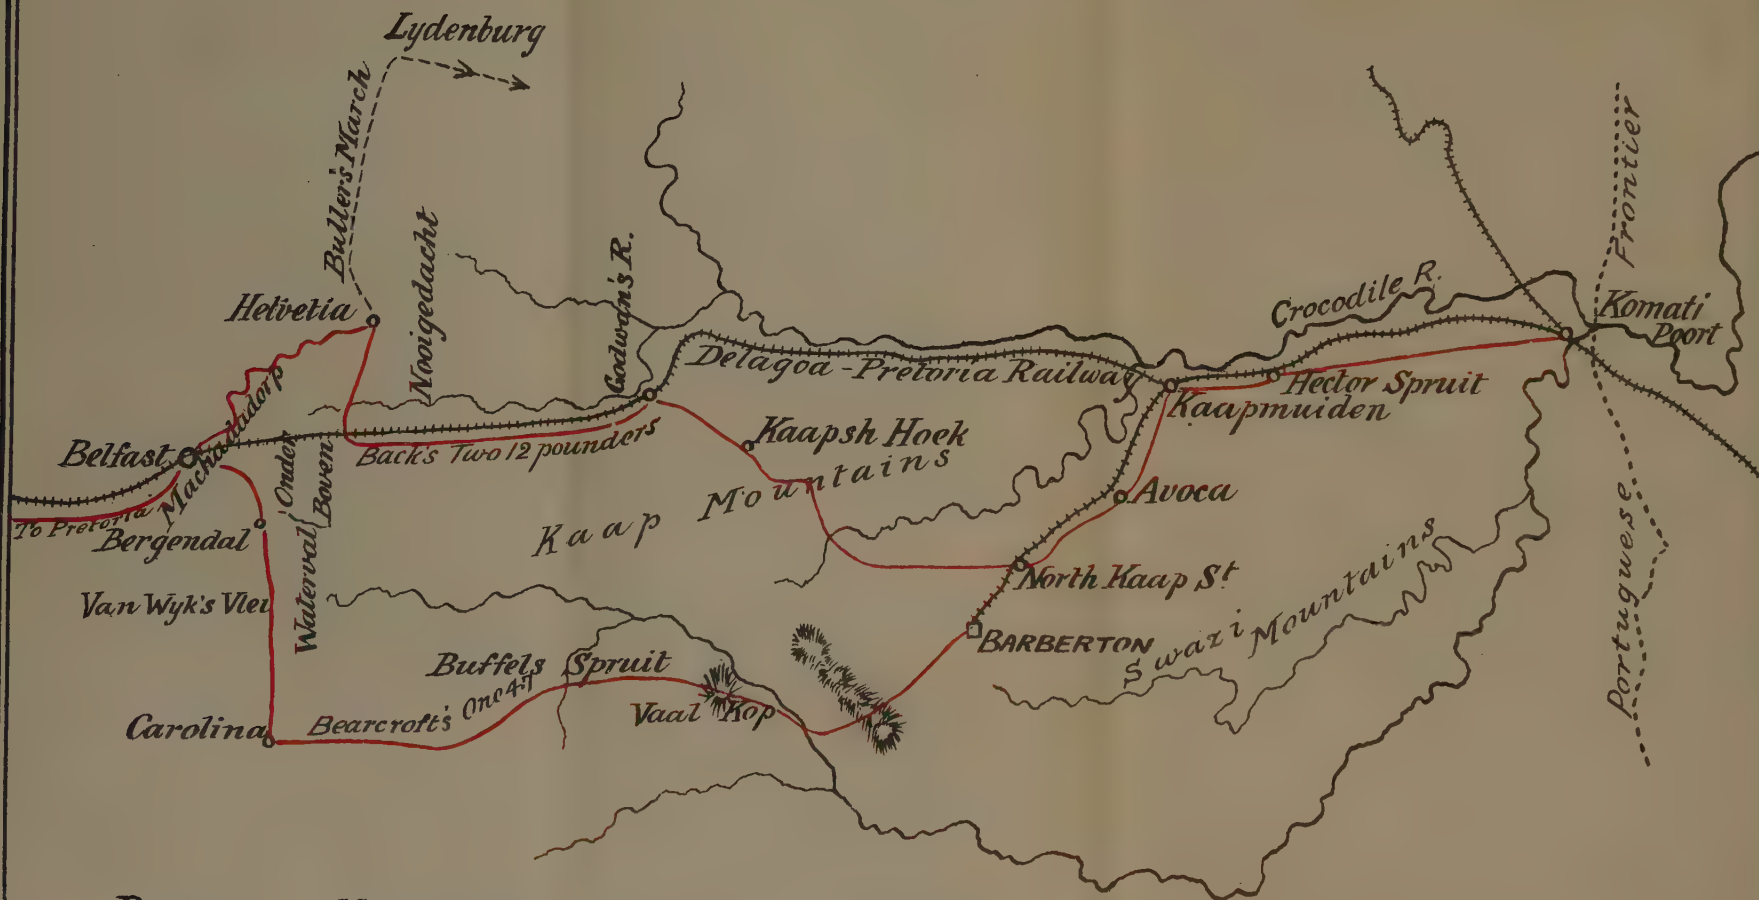 Lydenburg
Buller's March
Frontier
Nooigedacht
Godwan's R.
Helvetia
Crocodile R.
Komati
Poort
Delagoa - Pretoria Railway
Hector Spruit
Kaapmuiden
Machadodorp
Belfast
Back's Two 12 pounders
Kaapsh Hoek
Kaap Mountains
Avoca
To Pretoria
Bergendal
Waterval { Onder
Boven
North Kaap St.
Van Wyk's Vlei
BARBERTON
Swazi Mountains
Portuguese
Buffels Spruit
Vaal Kop
Carolina
Bearcroft's One 4·7